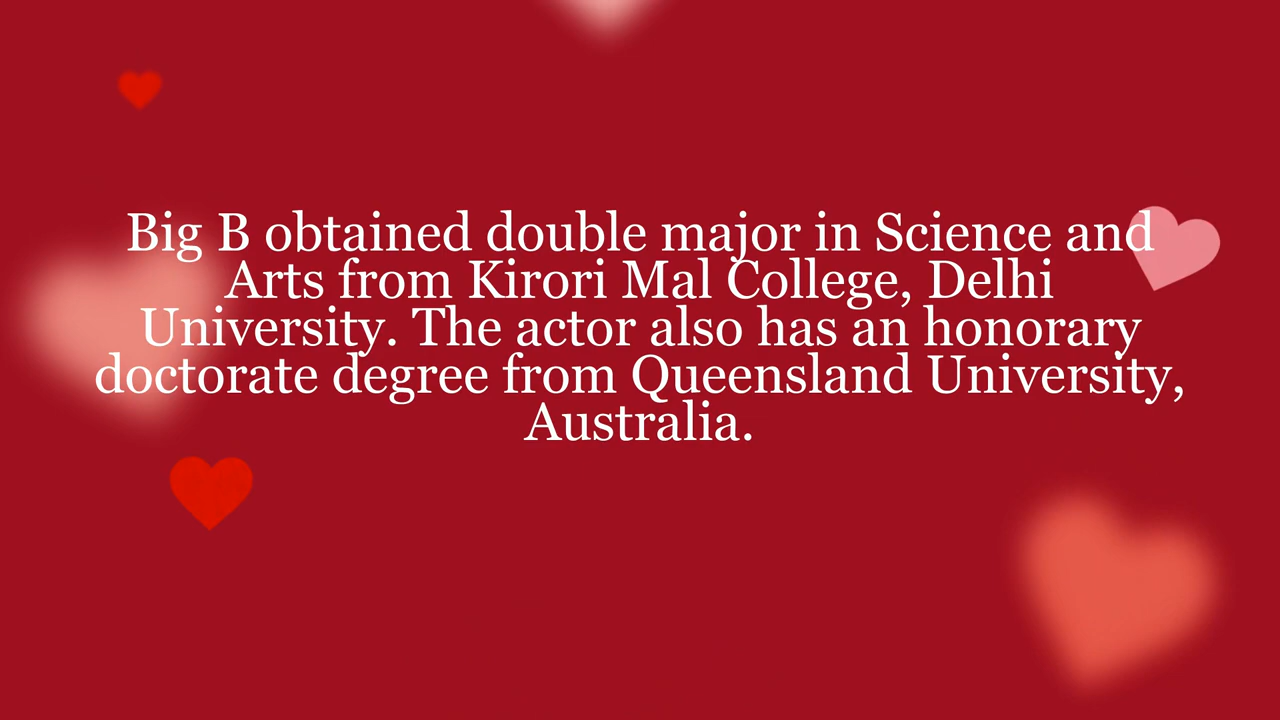 Big B obtained double major in Science and
Arts from Kirori Mal College, Delhi
University. The actor also has an honorary
doctorate degree from Queensland University,
Australia.